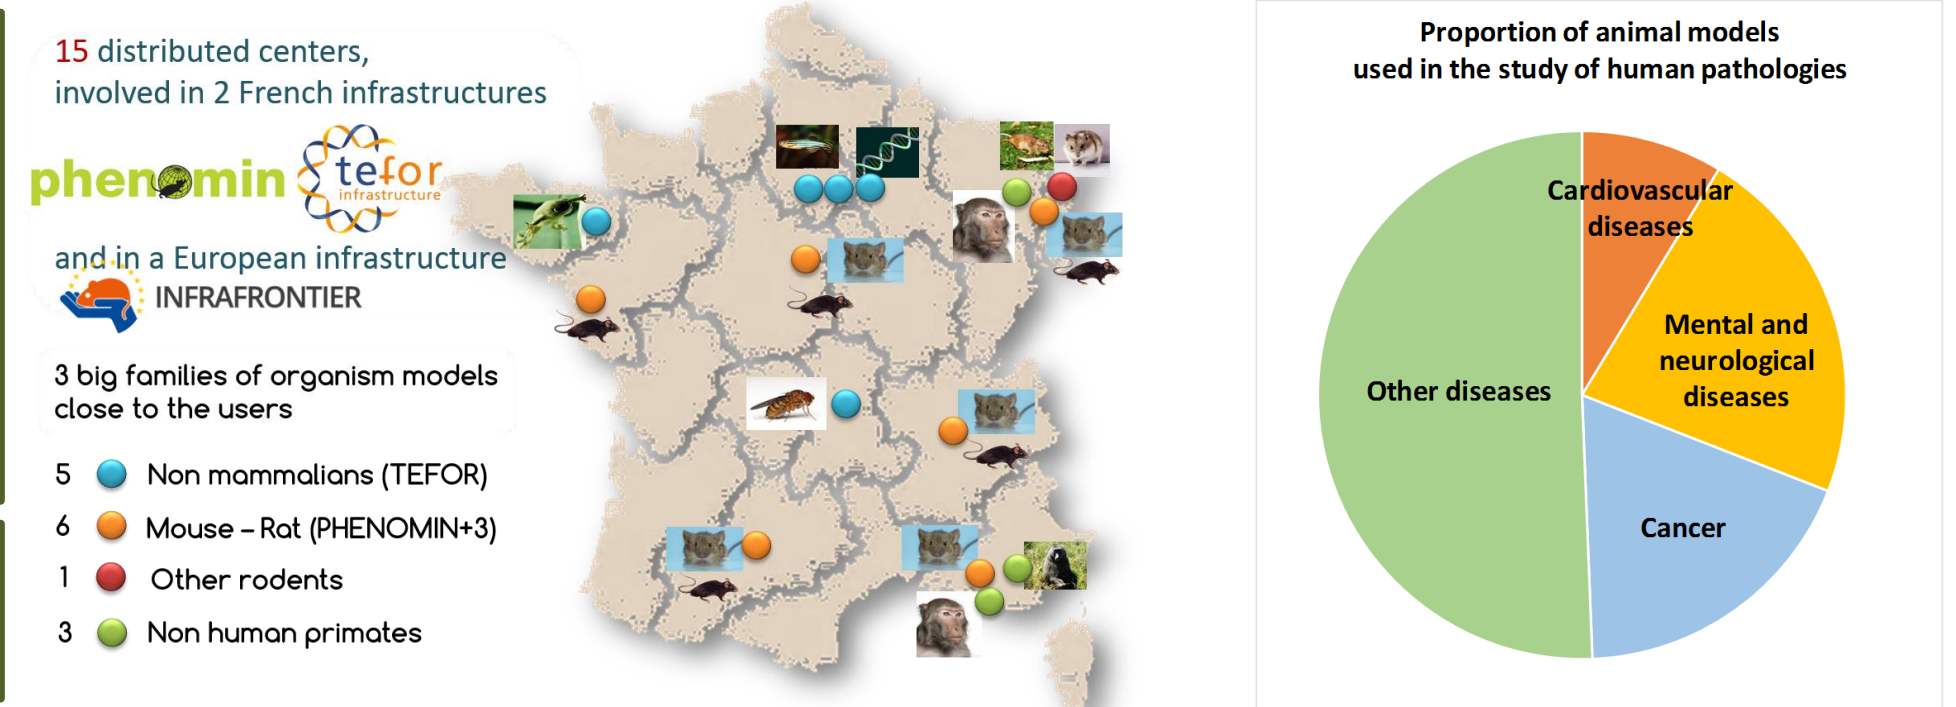 15 distributed centers,
involved in 2 French infrastructures
phenomin
tefor
infrastructure
and in a European infrastructure
INFRAFRONTIER
3 big families of organism models
close to the users
5 Non mammalians (TEFOR)
6 Mouse – Rat (PHENOMIN+3)
1 Other rodents
3 Non human primates
Proportion of animal models
used in the study of human pathologies
Cardiovascular
diseases
Mental and
neurological
diseases
Other diseases
Cancer